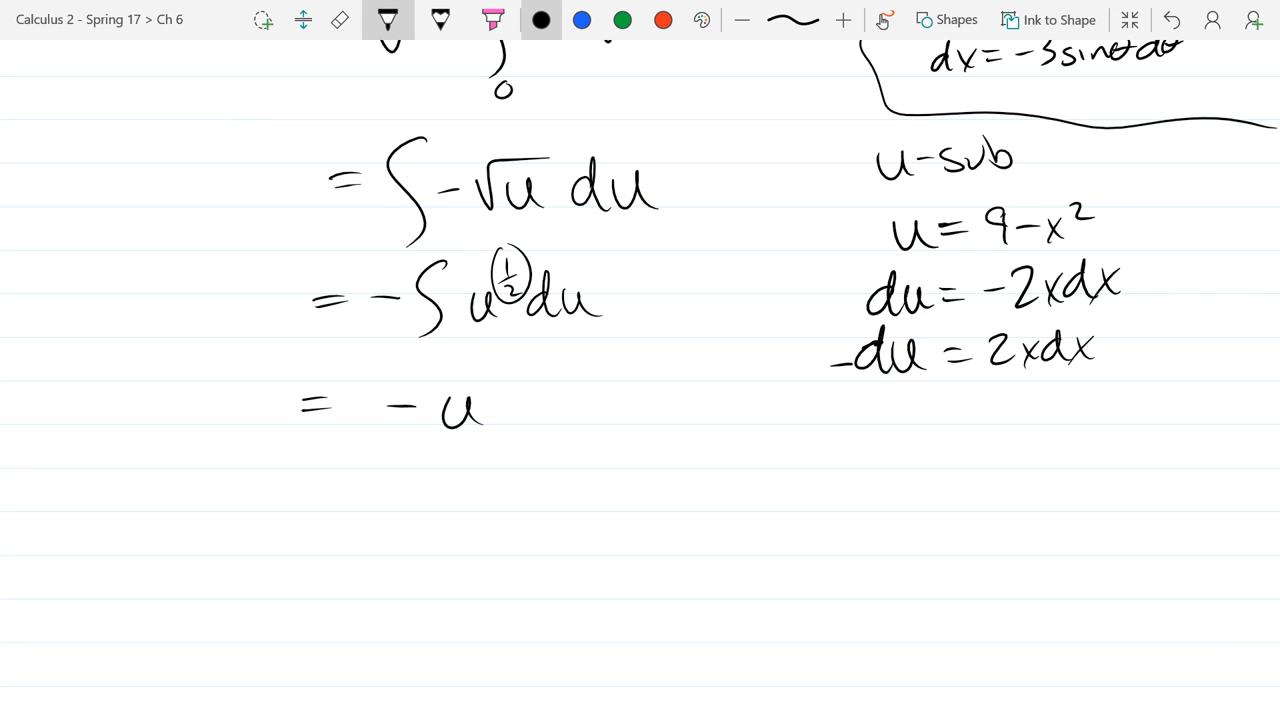 Calculus 2 - Spring 17 > Ch 6 Shapes Ink to Shape
0
dx = -3sinθdθ
u-sub
= ∫ -√u du
u = 9-x²
= - ∫ u^(1/2) du
du = -2xdx
-du = 2xdx
= - u